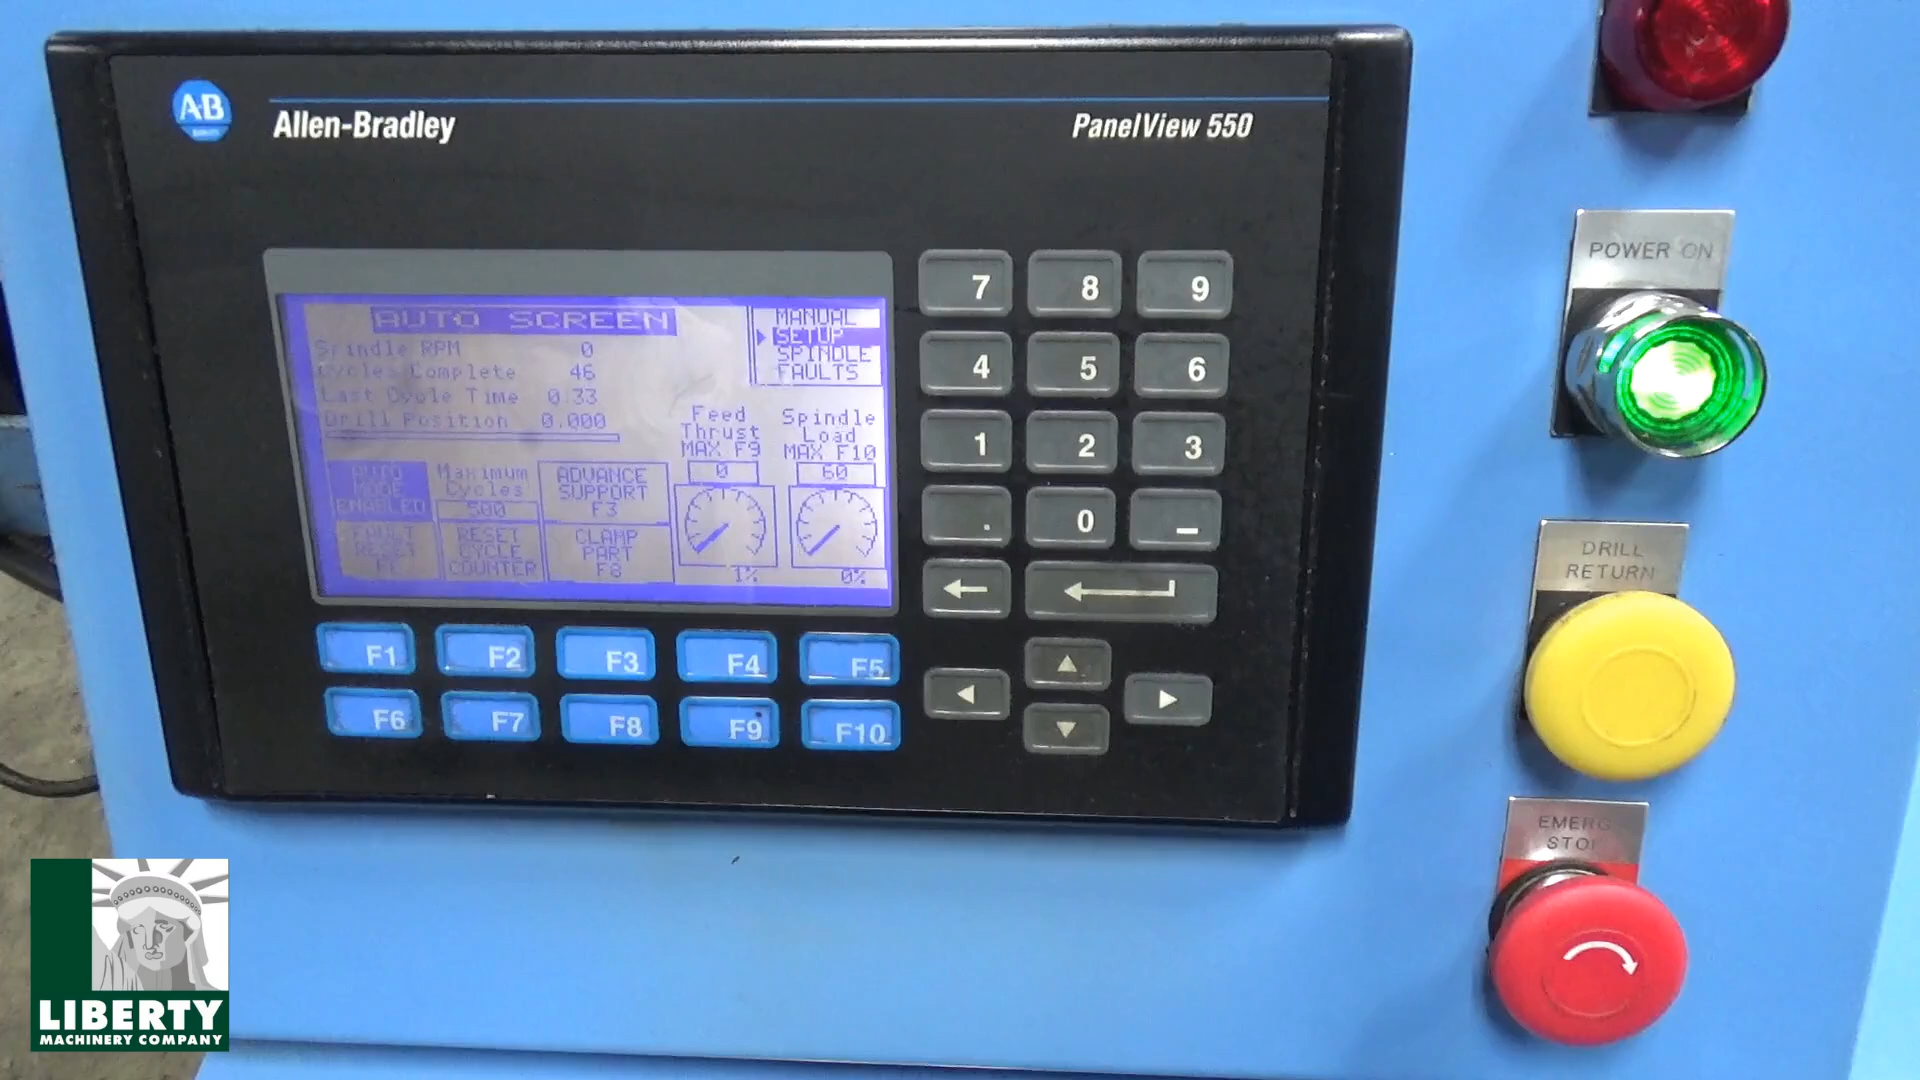 A·B
Allen-Bradley
PanelView 550
AUTO SCREEN
Spindle RPM 0
Cycles Complete 46
Last Cycle Time 0.33
Drill Position 0.000
MANUAL
SETUP
SPINDLE
FAULTS
Feed
Thrust
MAX F9
0
1%
Spindle
Load
MAX F10
60
0%
AUTO
MODE
ENABLED
Maximum
Cycles
500
ADVANCE
SUPPORT
F3
FAULT
RESET
RESET
CYCLE
COUNTER
CLAMP
PART
F8
7 8 9
4 5 6
1 2 3
. 0 -
F1 F2 F3 F4 F5
F6 F7 F8 F9 F10
POWER ON
DRILL
RETURN
EMERG
STOP
LIBERTY
MACHINERY COMPANY